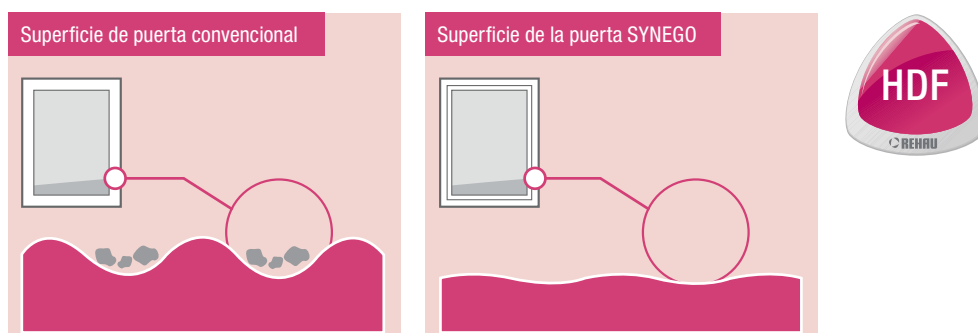 Superficie de puerta convencional
Superficie de la puerta SYNEGO
HDF
REHAU